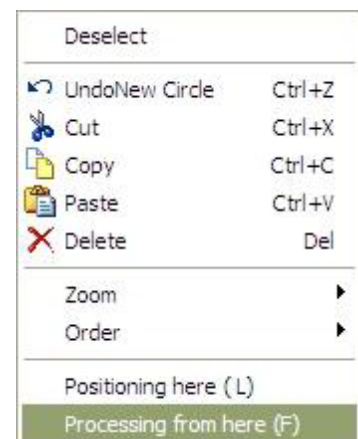 Deselect
UndoNew Circle Ctrl+Z
Cut Ctrl+X
Copy Ctrl+C
Paste Ctrl+V
Delete Del
Zoom
Order
Positioning here (L)
Processing from here (F)